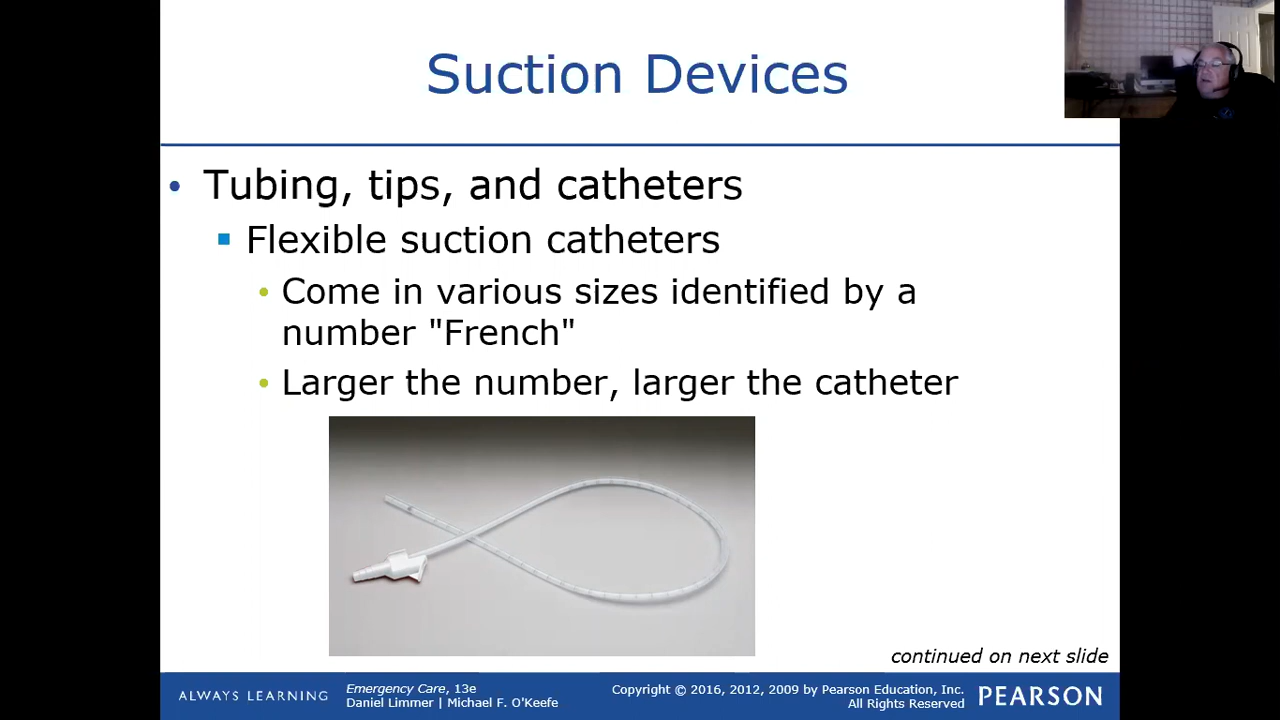 Suction Devices
• Tubing, tips, and catheters
▪ Flexible suction catheters
• Come in various sizes identified by a
number "French"
• Larger the number, larger the catheter
continued on next slide
ALWAYS LEARNING
Emergency Care, 13e
Daniel Limmer | Michael F. O'Keefe
Copyright © 2016, 2012, 2009 by Pearson Education, Inc.
All Rights Reserved
PEARSON